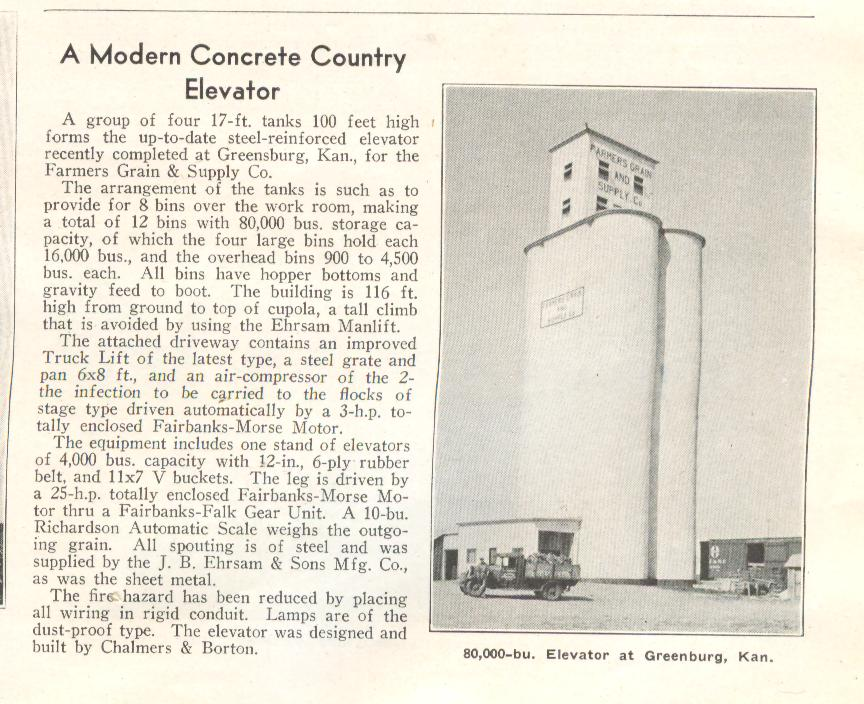 A Modern Concrete Country
Elevator
A group of four 17-ft. tanks 100 feet high
forms the up-to-date steel-reinforced elevator
recently completed at Greensburg, Kan., for the
Farmers Grain & Supply Co.
The arrangement of the tanks is such as to
provide for 8 bins over the work room, making
a total of 12 bins with 80,000 bus. storage ca-
pacity, of which the four large bins hold each
16,000 bus., and the overhead bins 900 to 4,500
bus. each. All bins have hopper bottoms and
gravity feed to boot. The building is 116 ft.
high from ground to top of cupola, a tall climb
that is avoided by using the Ehrsam Manlift.
The attached driveway contains an improved
Truck Lift of the latest type, a steel grate and
pan 6x8 ft., and an air-compressor of the 2-
the infection to be carried to the flocks of
stage type driven automatically by a 3-h.p. to-
tally enclosed Fairbanks-Morse Motor.
The equipment includes one stand of elevators
of 4,000 bus. capacity with 12-in., 6-ply rubber
belt, and 11x7 V buckets. The leg is driven by
a 25-h.p. totally enclosed Fairbanks-Morse Mo-
tor thru a Fairbanks-Falk Gear Unit. A 10-bu.
Richardson Automatic Scale weighs the outgo-
ing grain. All spouting is of steel and was
supplied by the J. B. Ehrsam & Sons Mfg. Co.,
as was the sheet metal.
The fire hazard has been reduced by placing
all wiring in rigid conduit. Lamps are of the
dust-proof type. The elevator was designed and
built by Chalmers & Borton.
FARMERS GRAIN
AND
SUPPLY Co
FARMERS GRAIN
AND
SUPPLY CO
80,000-bu. Elevator at Greenburg, Kan.